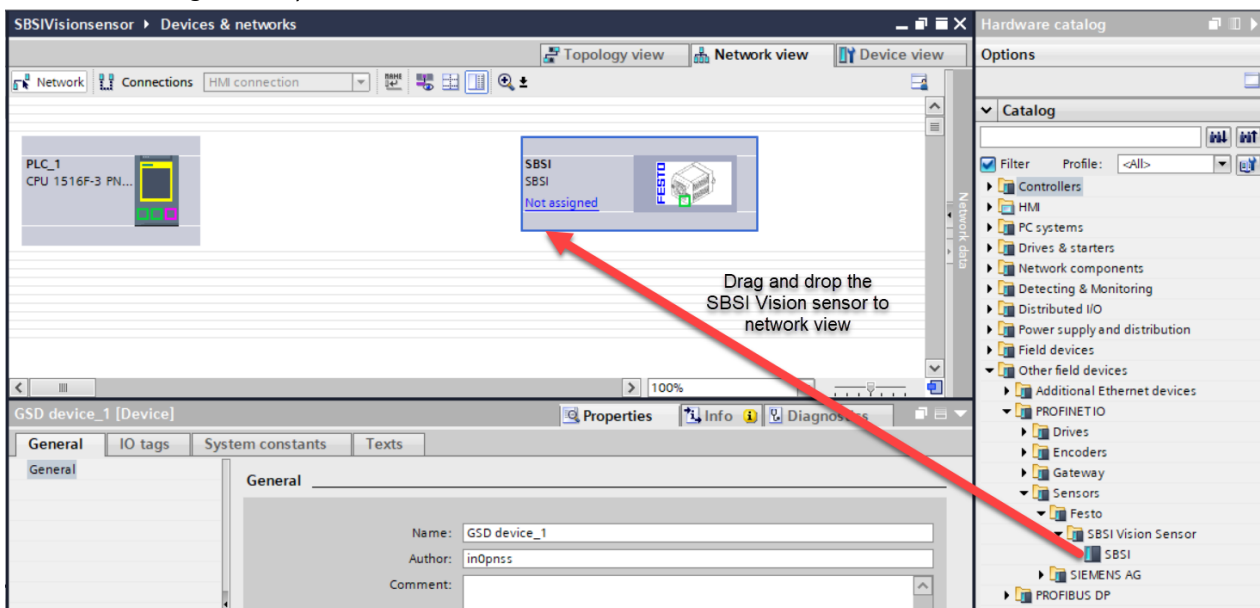 SBSIVisionsensor ▸ Devices & networks
Topology view
Network view
Device view
Network
Connections
HMI connection
PLC_1
CPU 1516F-3 PN...
SBSI
SBSI
Not assigned
FESTO
Drag and drop the
SBSI Vision sensor to
network view
100%
Network data
GSD device_1 [Device]
Properties
Info
Diagnostics
General
IO tags
System constants
Texts
General
General
Name:
GSD device_1
Author:
in0pnss
Comment:
Hardware catalog
Options
Catalog
Filter
Profile:
<All>
Controllers
HMI
PC systems
Drives & starters
Network components
Detecting & Monitoring
Distributed I/O
Power supply and distribution
Field devices
Other field devices
Additional Ethernet devices
PROFINET IO
Drives
Encoders
Gateway
Sensors
Festo
SBSI Vision Sensor
SBSI
SIEMENS AG
PROFIBUS DP